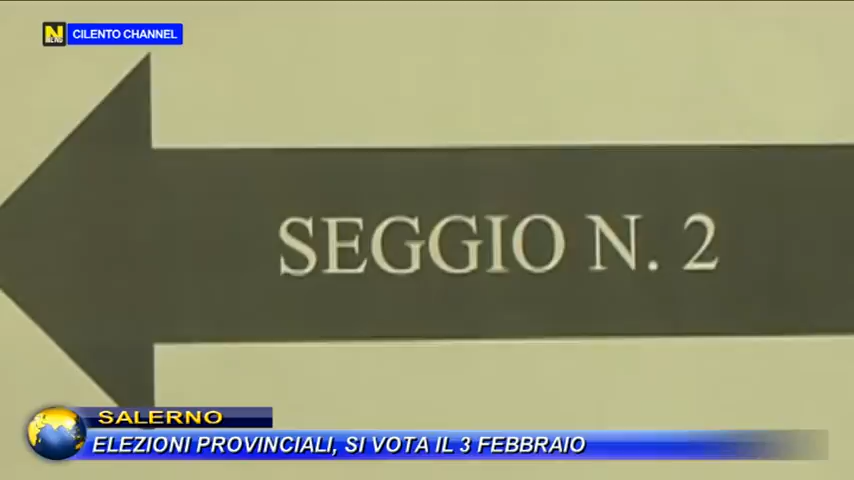 CILENTO CHANNEL
SEGGIO N. 2
SALERNO
ELEZIONI PROVINCIALI, SI VOTA IL 3 FEBBRAIO